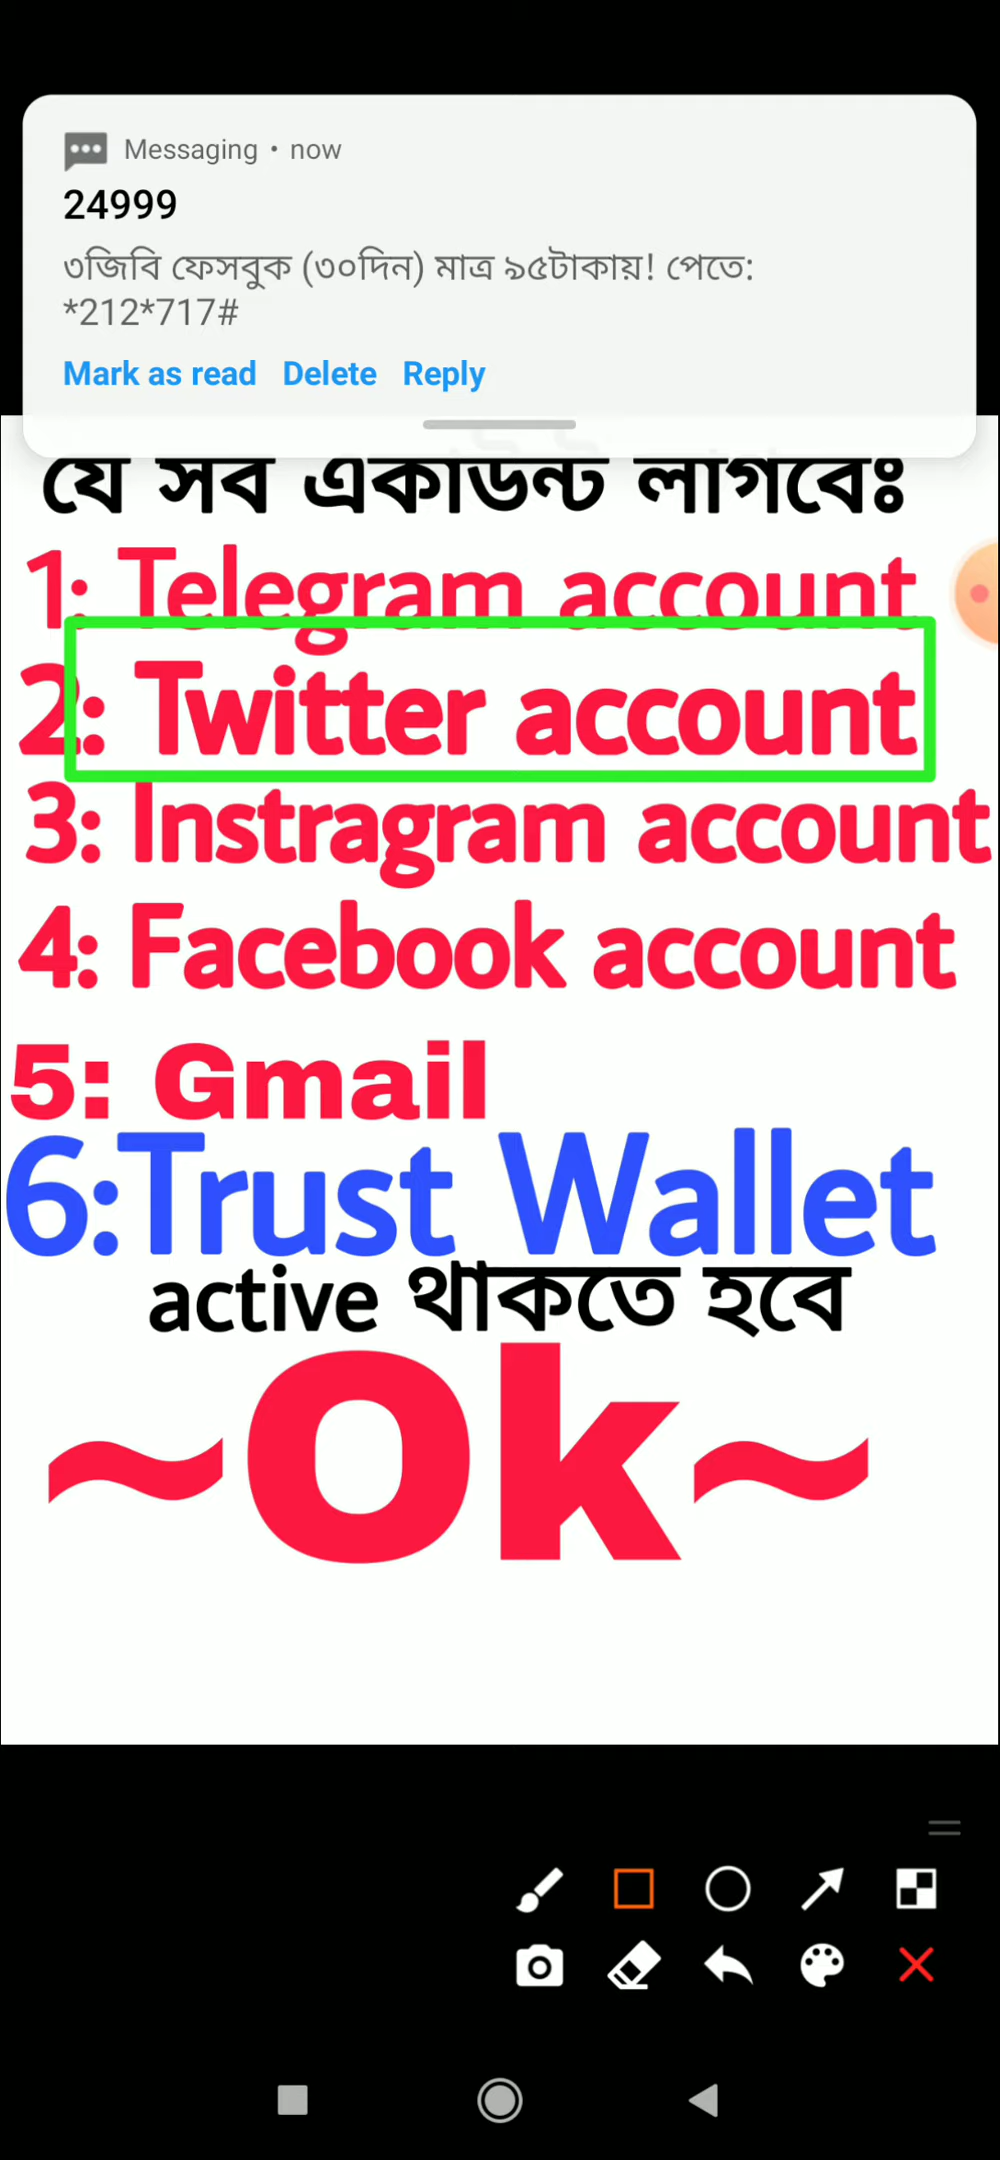 Messaging • now
24999
৩জিবি ফেসবুক (৩০দিন) মাত্র ৯৫টাকায়! পেতে:
*212*717#
Mark as read Delete Reply
যে সব একাউন্ট লাগবেঃ
1: Telegram account
2: Twitter account
3: Instragram account
4: Facebook account
5: Gmail
6:Trust Wallet
active থাকতে হবে
~Ok~